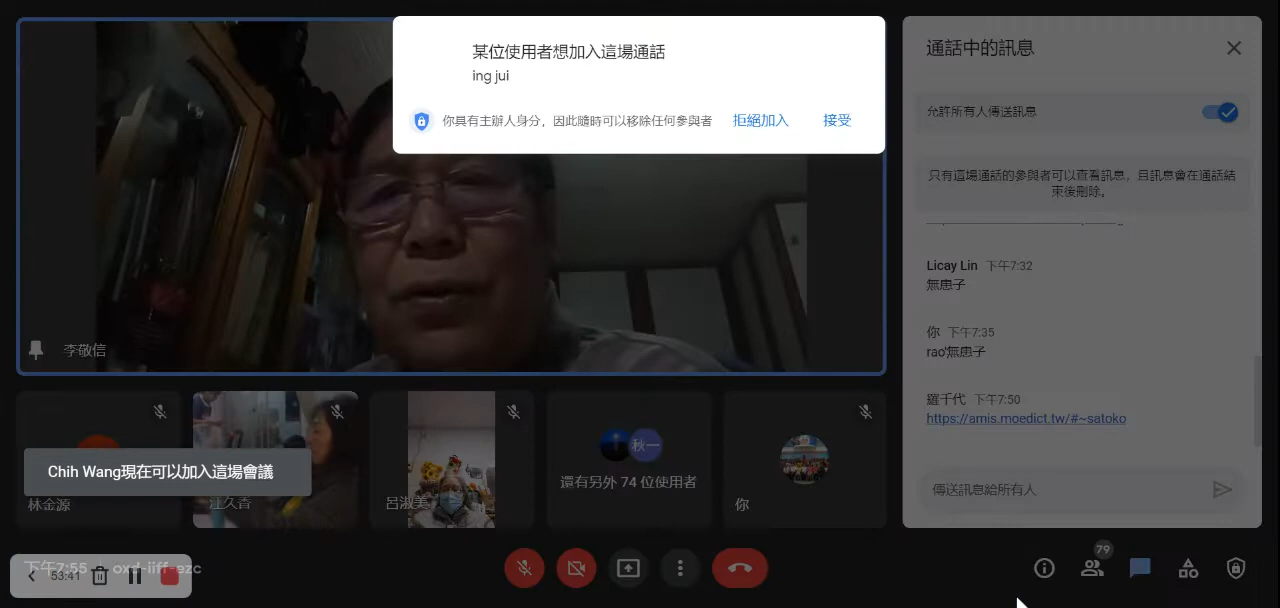 某位使用者想加入這場通話
ing jui
你具有主辦人身分，因此隨時可以移除任何參與者
拒絕加入
接受
李敬信
林金源
Chih Wang現在可以加入這場會議
汪久香
呂淑美
秋一
還有另外 74 位使用者
你
通話中的訊息
允許所有人傳送訊息
只有這場通話的參與者可以查看訊息，且訊息會在通話結
束後刪除。
Licay Lin 下午7:32
無患子
你 下午7:35
rao'無患子
羅千代 下午7:50
https://amis.moedict.tw/#~satoko
傳送訊息給所有人
下午7:55
oxd-iiff-ezc
53:41
79